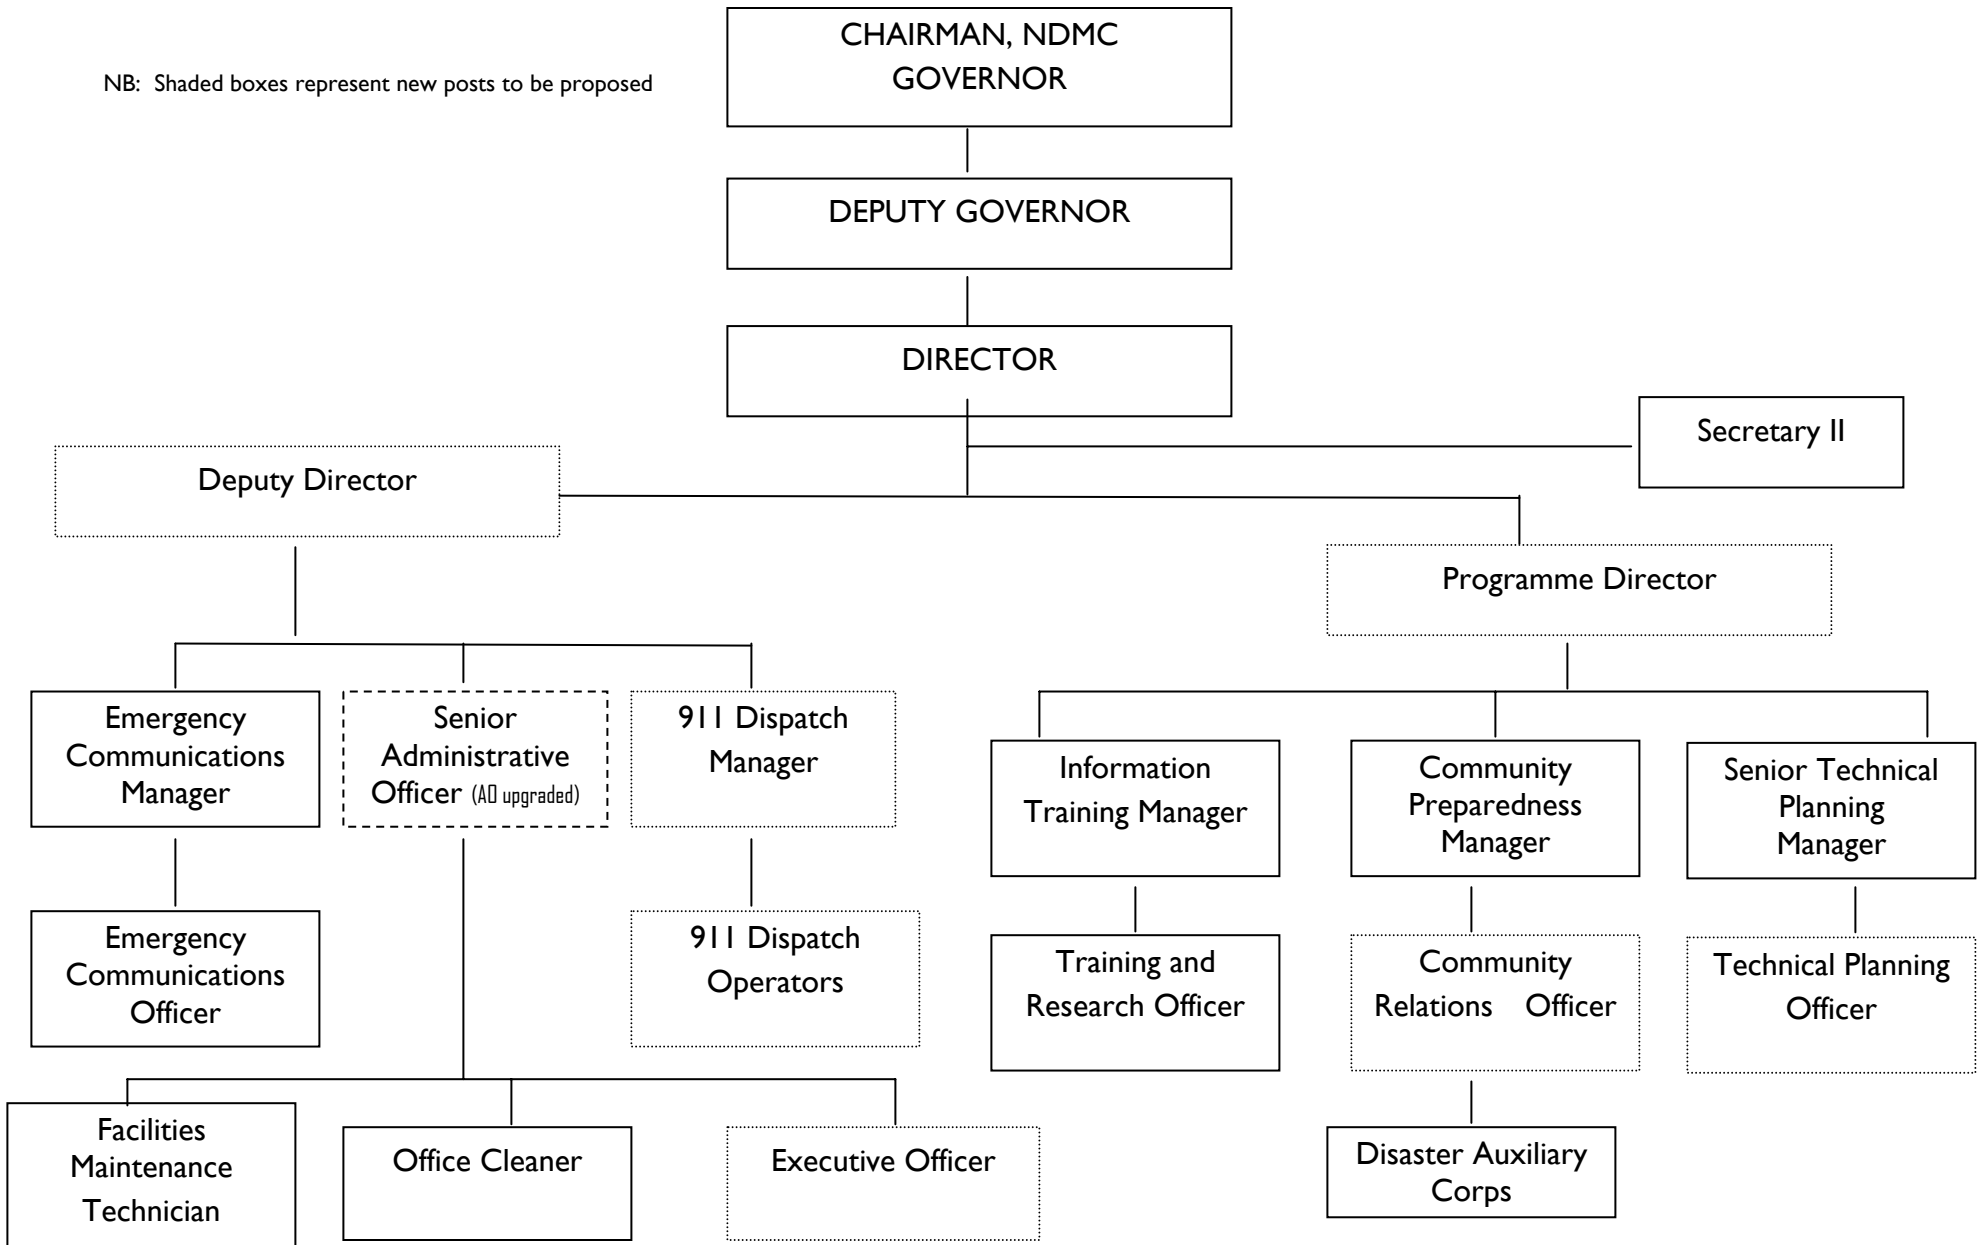 CHAIRMAN, NDMC
GOVERNOR
NB: Shaded boxes represent new posts to be proposed
DEPUTY GOVERNOR
DIRECTOR
Secretary II
Deputy Director
Programme Director
Emergency
Communications
Manager
Senior
Administrative
Officer (AO upgraded)
911 Dispatch
Manager
Information
Training Manager
Community
Preparedness
Manager
Senior Technical
Planning
Manager
Emergency
Communications
Officer
911 Dispatch
Operators
Training and
Research Officer
Community
Relations Officer
Technical Planning
Officer
Facilities
Maintenance
Technician
Office Cleaner
Executive Officer
Disaster Auxiliary
Corps